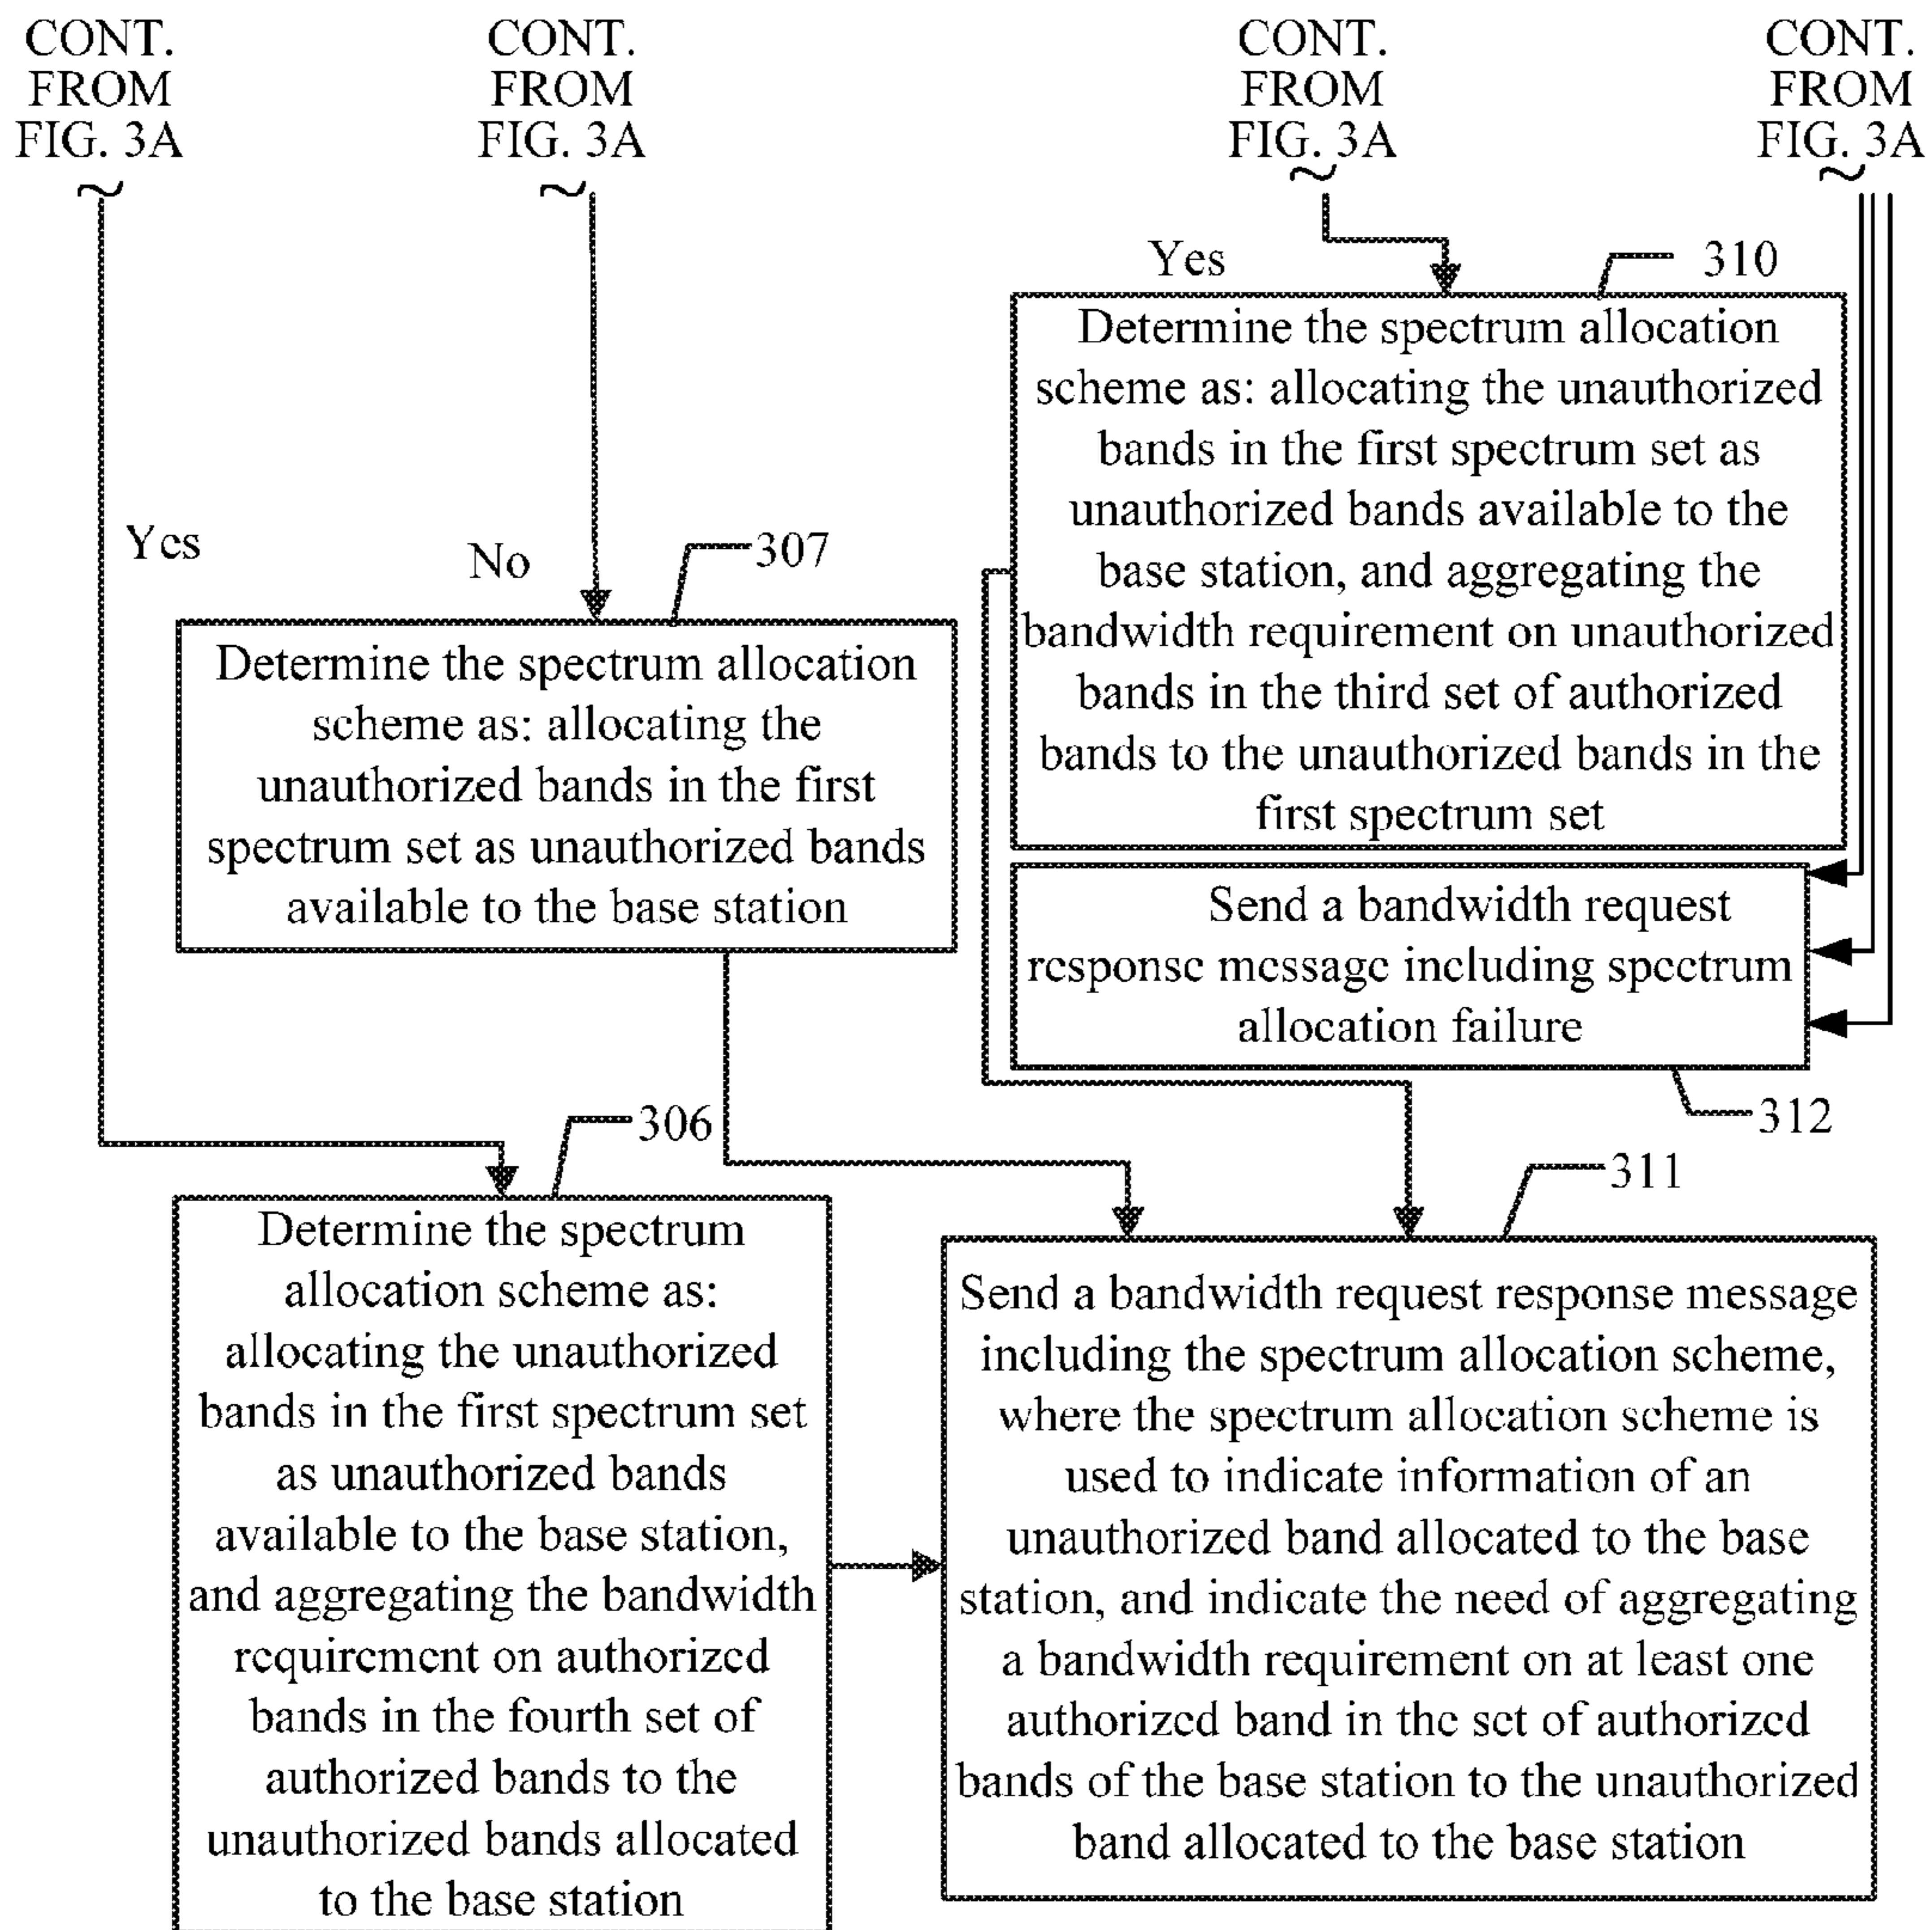 CONT.
FROM
FIG. 3A
CONT.
FROM
FIG. 3A
CONT.
FROM
FIG. 3A
CONT.
FROM
FIG. 3A
Yes
310
Determine the spectrum allocation
scheme as: allocating the unauthorized
bands in the first spectrum set as
unauthorized bands available to the
base station, and aggregating the
bandwidth requirement on unauthorized
bands in the third set of authorized
bands to the unauthorized bands in the
first spectrum set
Yes
No
307
Determine the spectrum allocation
scheme as: allocating the
unauthorized bands in the first
spectrum set as unauthorized bands
available to the base station
Send a bandwidth request
response message including spectrum
allocation failure
312
306
Determine the spectrum
allocation scheme as:
allocating the unauthorized
bands in the first spectrum set
as unauthorized bands
available to the base station,
and aggregating the bandwidth
requirement on authorized
bands in the fourth set of
authorized bands to the
unauthorized bands allocated
to the base station
311
Send a bandwidth request response message
including the spectrum allocation scheme,
where the spectrum allocation scheme is
used to indicate information of an
unauthorized band allocated to the base
station, and indicate the need of aggregating
a bandwidth requirement on at least one
authorized band in the set of authorized
bands of the base station to the unauthorized
band allocated to the base station